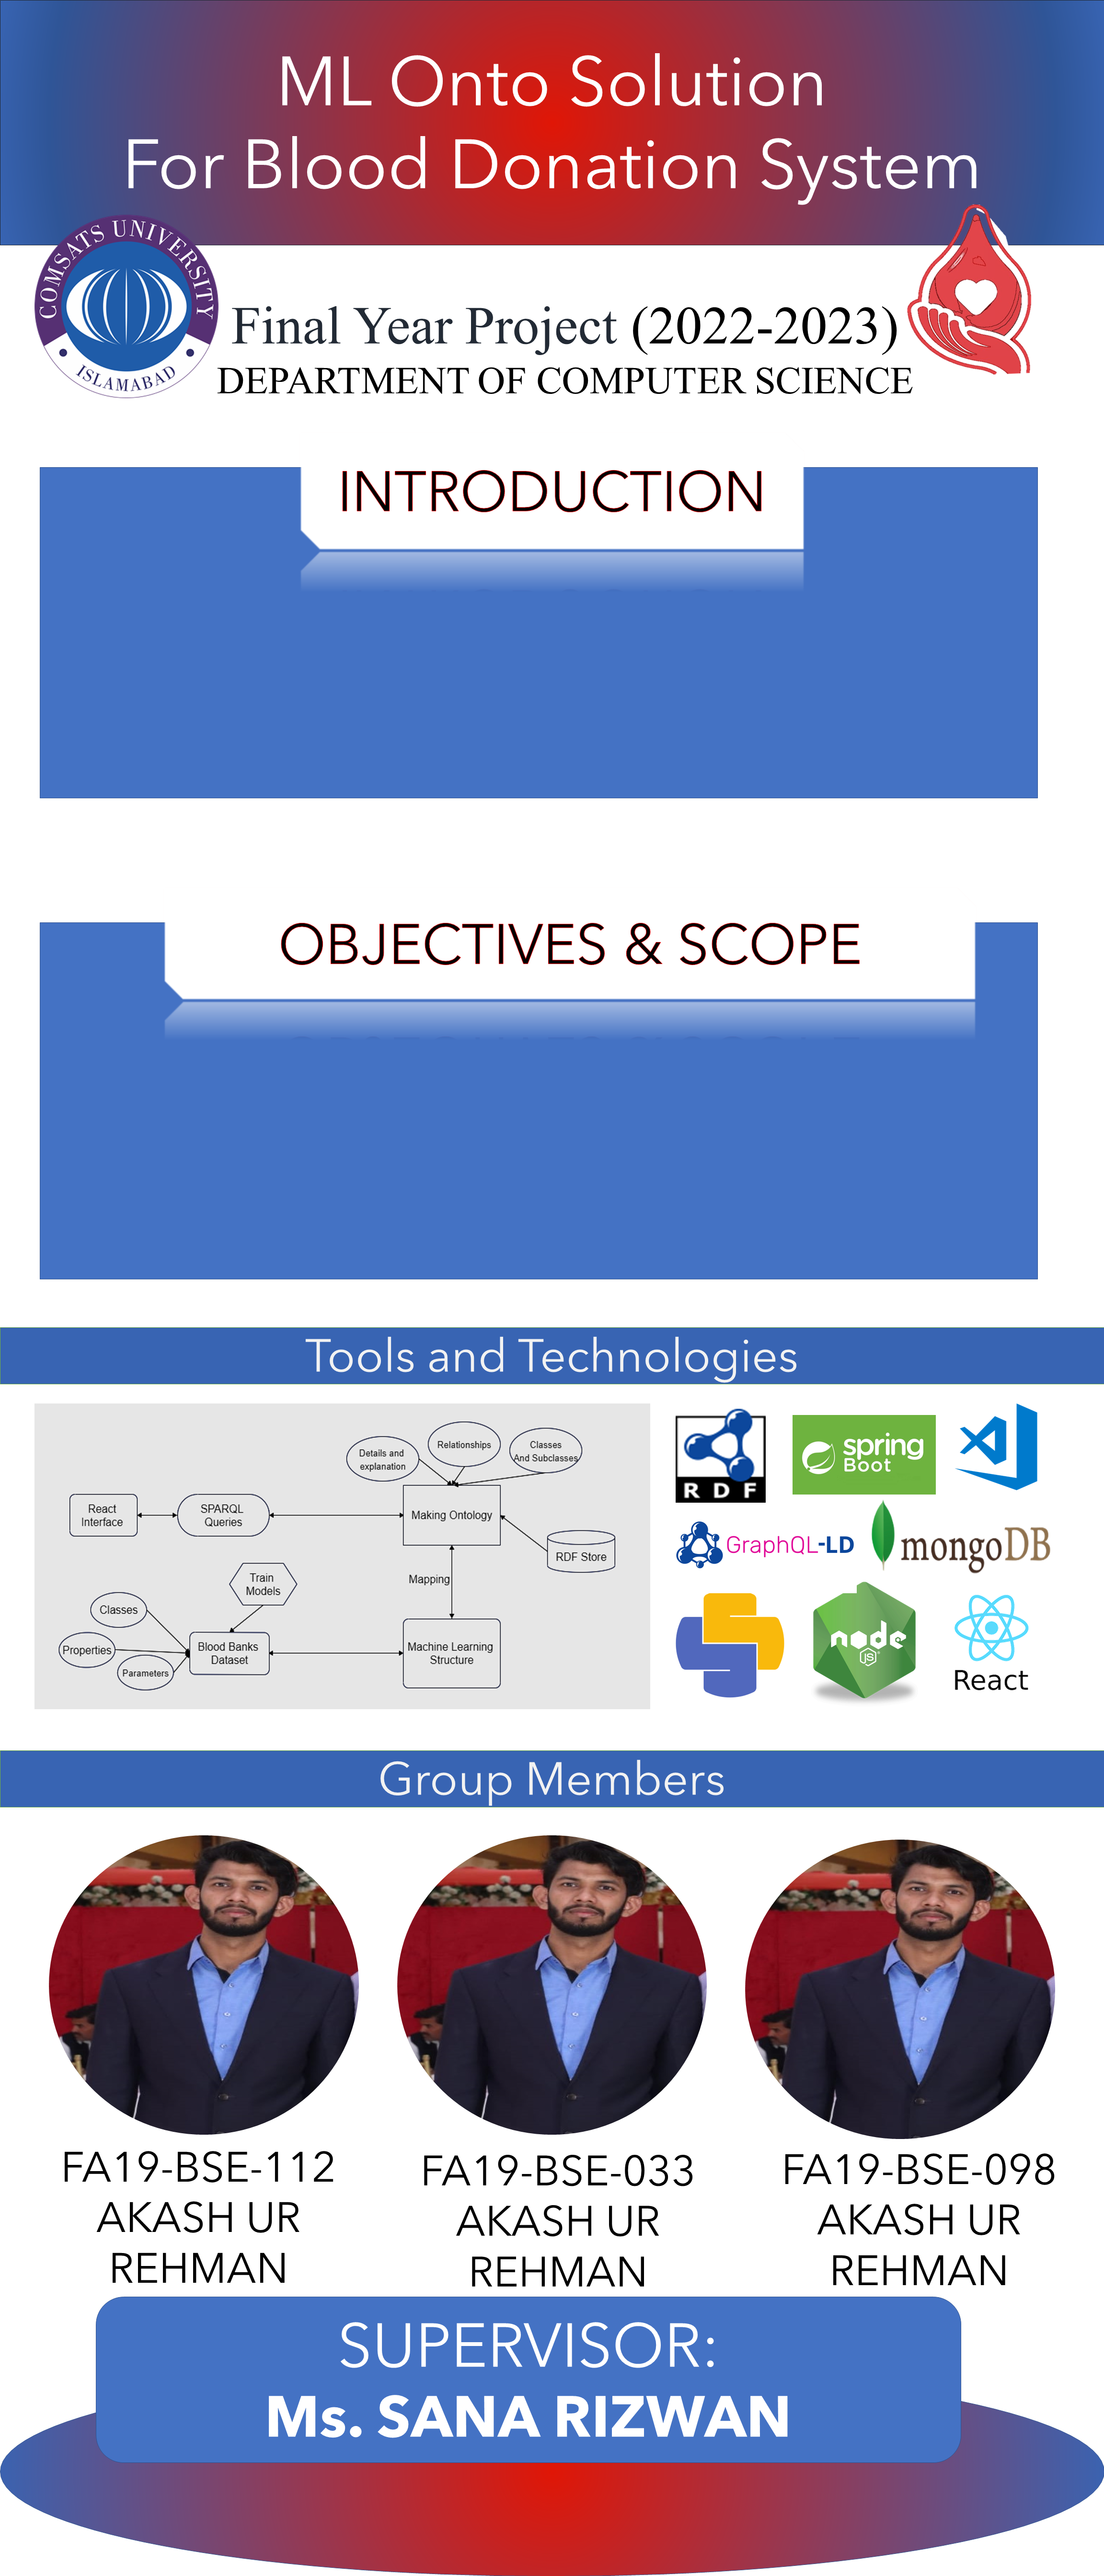 ML Onto Solution
For Blood Donation System
COMSATS UNIVERSITY
ISLAMABAD
Final Year Project (2022-2023)
DEPARTMENT OF COMPUTER SCIENCE
INTRODUCTION
OBJECTIVES & SCOPE
Tools and Technologies
Details and
explanation
Relationships
Classes
And Subclasses
React
Interface
SPARQL
Queries
Making Ontology
RDF Store
Train
Models
Mapping
Classes
Properties
Parameters
Blood Banks
Dataset
Machine Learning
Structure
RDF
spring
Boot
GraphQL-LD
mongoDB
node
JS
React
Group Members
FA19-BSE-112
AKASH UR
REHMAN
FA19-BSE-033
AKASH UR
REHMAN
FA19-BSE-098
AKASH UR
REHMAN
SUPERVISOR:
Ms. SANA RIZWAN